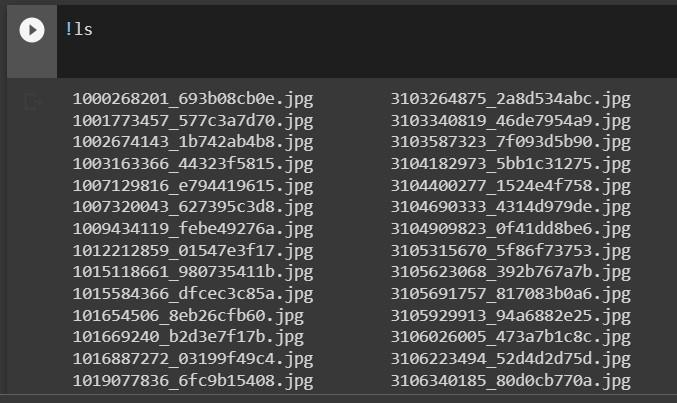 !ls
1000268201_693b08cb0e.jpg 3103264875_2a8d534abc.jpg
1001773457_577c3a7d70.jpg 3103340819_46de7954a9.jpg
1002674143_1b742ab4b8.jpg 3103587323_7f093d5b90.jpg
1003163366_44323f5815.jpg 3104182973_5bb1c31275.jpg
1007129816_e794419615.jpg 3104400277_1524e4f758.jpg
1007320043_627395c3d8.jpg 3104690333_4314d979de.jpg
1009434119_febe49276a.jpg 3104909823_0f41dd8be6.jpg
1012212859_01547e3f17.jpg 3105315670_5f86f73753.jpg
1015118661_980735411b.jpg 3105623068_392b767a7b.jpg
1015584366_dfcec3c85a.jpg 3105691757_817083b0a6.jpg
101654506_8eb26cfb60.jpg 3105929913_94a6882e25.jpg
101669240_b2d3e7f17b.jpg 3106026005_473a7b1c8c.jpg
1016887272_03199f49c4.jpg 3106223494_52d4d2d75d.jpg
1019077836_6fc9b15408.jpg 3106340185_80d0cb770a.jpg